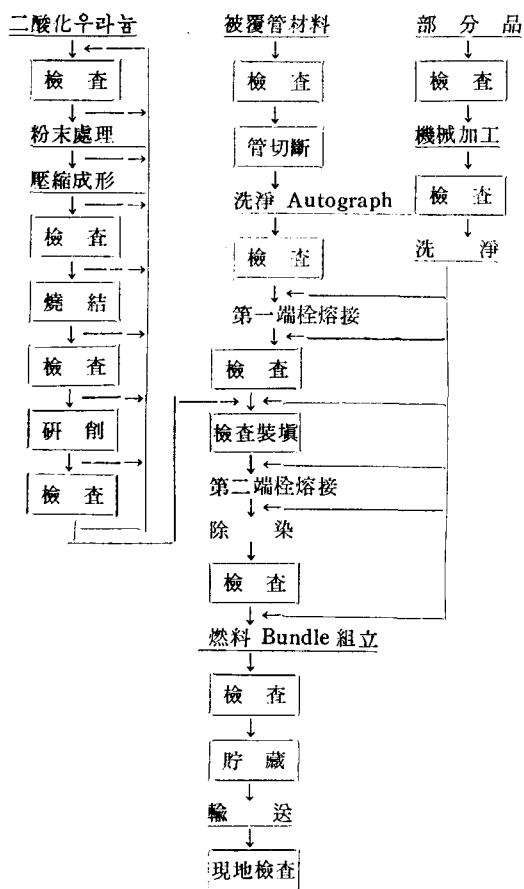 二酸化우라늄
檢査
粉末處理
壓縮成形
檢査
燒結
檢査
硏削
檢査
被覆管材料
檢査
管切斷
洗淨 Autograph
檢査
第一端栓熔接
檢査
檢査裝塡
第二端栓熔接
除染
檢査
燃料 Bundle 組立
檢査
貯藏
輸送
現地檢査
部分品
檢査
機械加工
檢査
洗淨